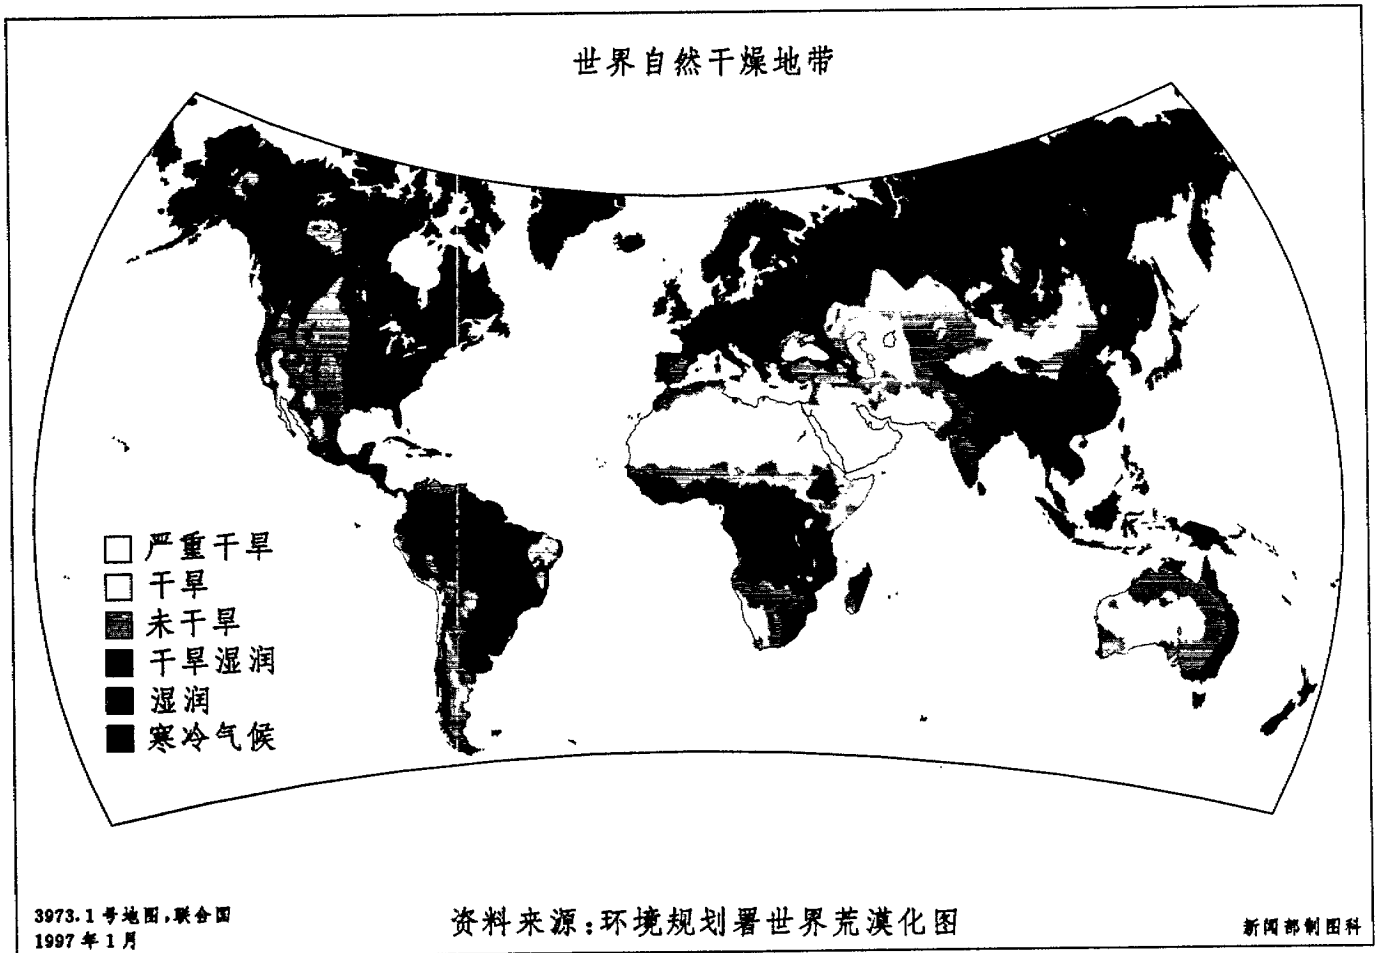 世界自然干燥地带
严重干旱
干旱
未干旱
干旱湿润
湿润
寒冷气候
3973.1 号地图,联合国
1997 年 1 月
资料来源:环境规划署世界荒漠化图
新闻部制图科